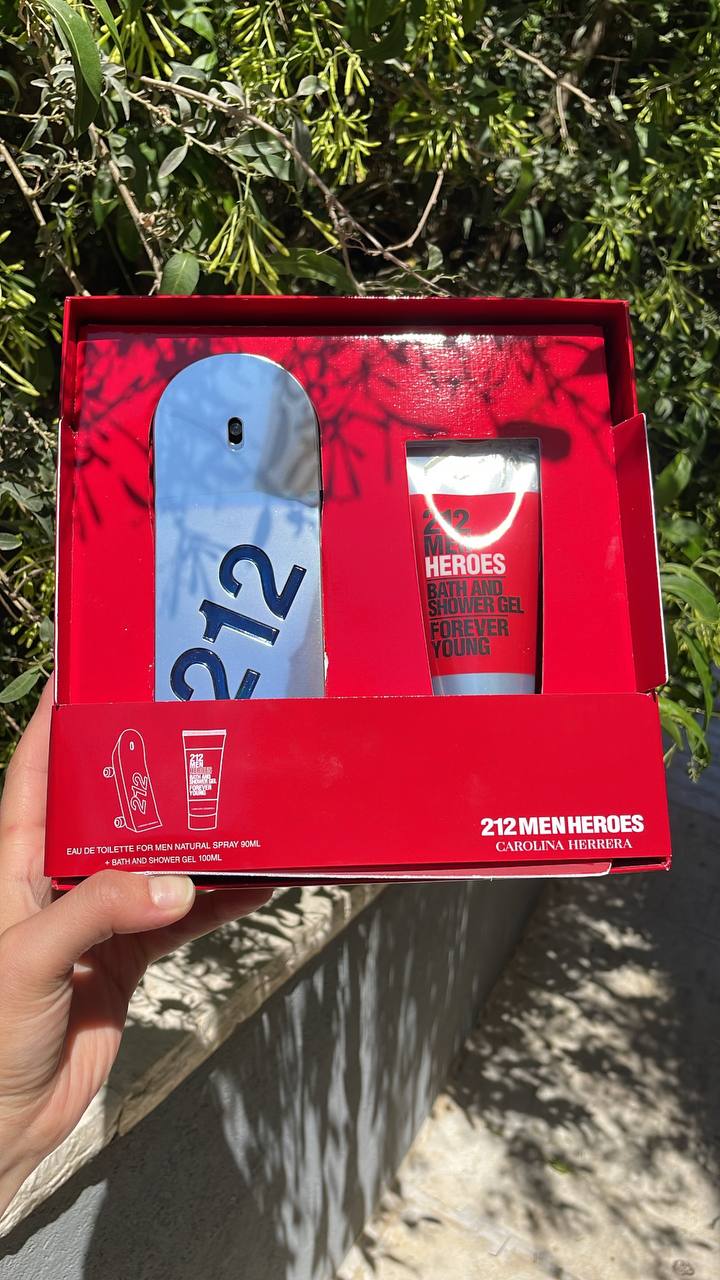 212
212
MEN
HEROES
BATH AND
SHOWER GEL
FOREVER
YOUNG
212
212
MEN
HEROES
BATH AND
SHOWER GEL
FOREVER
YOUNG
EAU DE TOILETTE FOR MEN NATURAL SPRAY 90ML
+ BATH AND SHOWER GEL 100ML
212 MEN HEROES
CAROLINA HERRERA